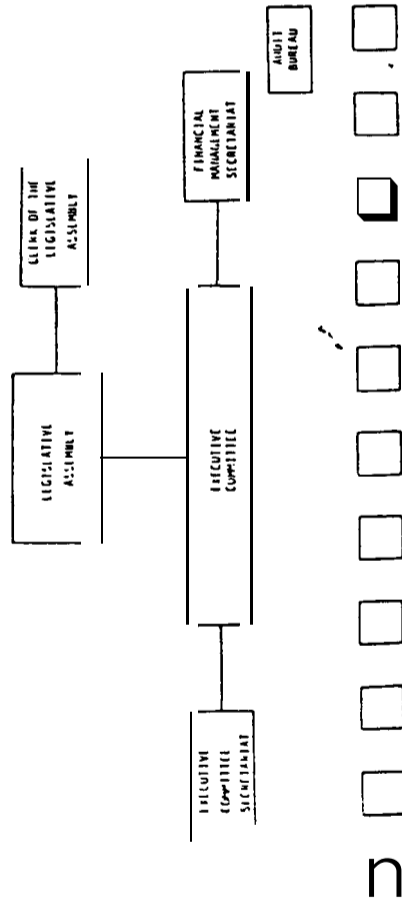 LEGISLATIVE
ASSEMBLY
CLERK OF THE
LEGISLATIVE
ASSEMBLY
EXECUTIVE
COMMITTEE
SECRETARIAT
EXECUTIVE
COMMITTEE
FINANCIAL
MANAGEMENT
SECRETARIAT
AUDIT
BUREAU
n